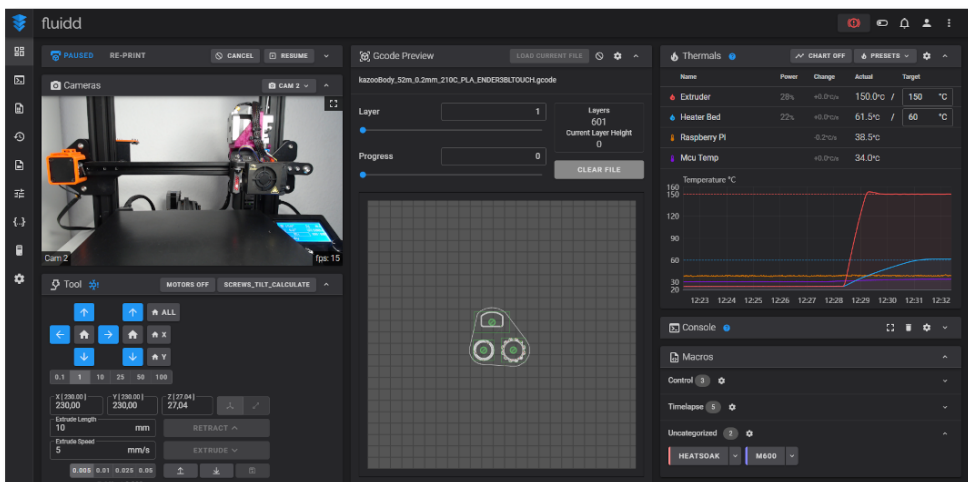 fluidd
PAUSED RE-PRINT CANCEL RESUME
Cameras CAM 2
Cam 2 fps: 15
Tool MOTORS OFF SCREWS_TILT_CALCULATE
ALL
X
Y
0.1 1 10 25 50 100
X [ 230.00 ] Y [ 230.00 ] Z [ 27.04 ]
230,00 230,00 27,04
Extrude Length
10 mm RETRACT
Extrude Speed
5 mm/s EXTRUDE
0.005 0.01 0.025 0.05
Gcode Preview LOAD CURRENT FILE
kazooBody_52m_0.2mm_210C_PLA_ENDER3BLTOUCH.gcode
Layer 1
Layers
601
Current Layer Height
0
Progress 0
CLEAR FILE
Thermals CHART OFF PRESETS
Name Power Change Actual Target
Extruder 28% +0.0°C/s 150.0°C / 150 °C
Heater Bed 22% +0.0°C/s 61.5°C / 60 °C
Raspberry Pi -0.2°C/s 38.5°C
Mcu Temp +0.0°C/s 34.0°C
Temperature °C
160
150
120
90
60
30
20
12:23 12:24 12:25 12:26 12:27 12:28 12:29 12:30 12:31 12:32
Console
Macros
Control 3
Timelapse 5
Uncategorized 2
HEATSOAK M600